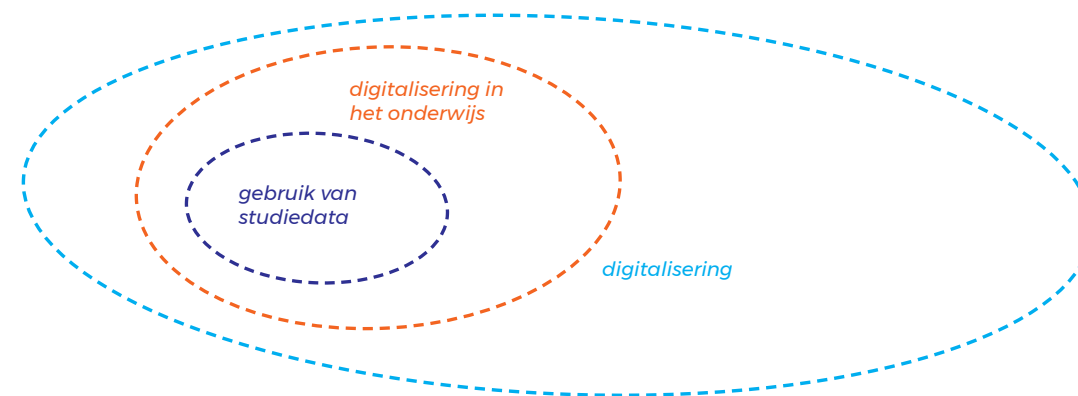 digitalisering in
het onderwijs
gebruik van
studiedata
digitalisering